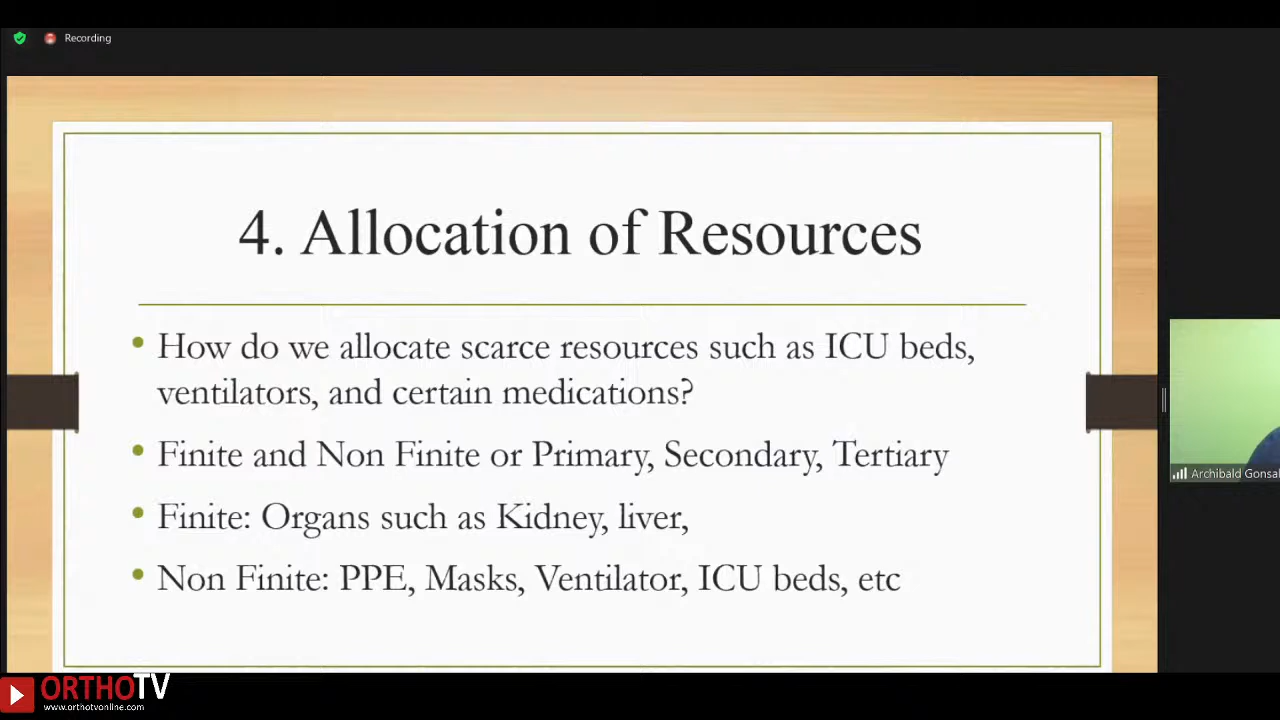 Recording
4. Allocation of Resources
• How do we allocate scarce resources such as ICU beds,
ventilators, and certain medications?
• Finite and Non Finite or Primary, Secondary, Tertiary
• Finite: Organs such as Kidney, liver,
• Non Finite: PPE, Masks, Ventilator, ICU beds, etc
Archibald Gonsal
ORTHOTV
www.orthotvonline.com